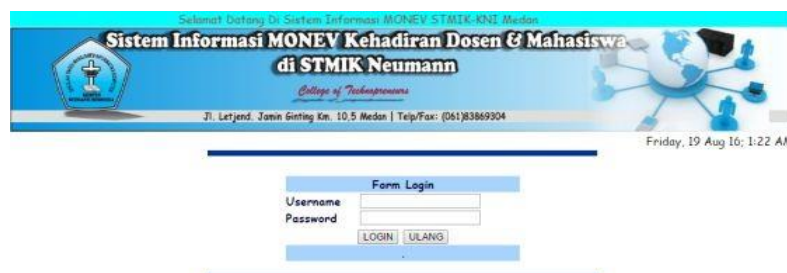 Selamat Datang Di Sistem Informasi MONEV STMIK-KNI Medan
Sistem Informasi MONEV Kehadiran Dosen & Mahasiswa
di STMIK Neumann
College of Technopreneurs
Jl. Letjend. Jamin Ginting Km. 10,5 Medan | Telp/Fax: (061)83869304
Friday, 19 Aug 16; 1:22 AM
Form Login
Username
Password
LOGIN ULANG